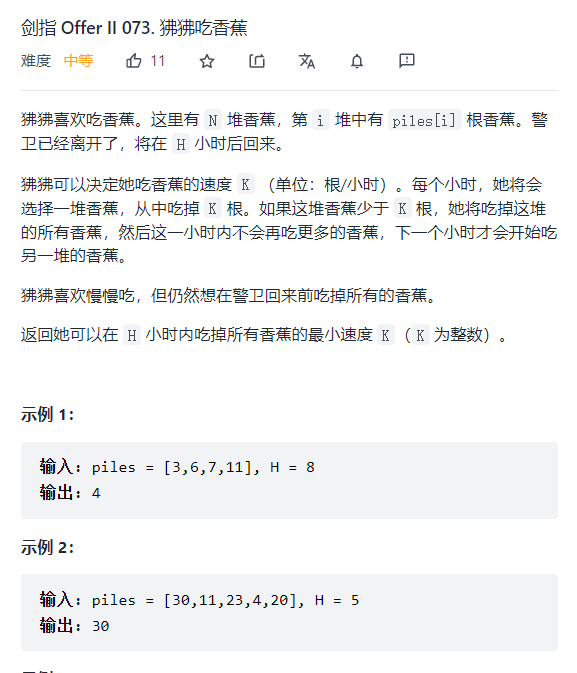 剑指 Offer II 073. 狒狒吃香蕉
难度 中等 11
狒狒喜欢吃香蕉。这里有 N 堆香蕉，第 i 堆中有 piles[i] 根香蕉。警
卫已经离开了，将在 H 小时后回来。
狒狒可以决定她吃香蕉的速度 K （单位：根/小时）。每个小时，她将会
选择一堆香蕉，从中吃掉 K 根。如果这堆香蕉少于 K 根，她将吃掉这堆
的所有香蕉，然后这一小时内不会再吃更多的香蕉，下一个小时才会开始吃
另一堆的香蕉。
狒狒喜欢慢慢吃，但仍然想在警卫回来前吃掉所有的香蕉。
返回她可以在 H 小时内吃掉所有香蕉的最小速度 K（K 为整数）。
示例 1：
输入：piles = [3,6,7,11], H = 8
输出：4
示例 2：
输入：piles = [30,11,23,4,20], H = 5
输出：30